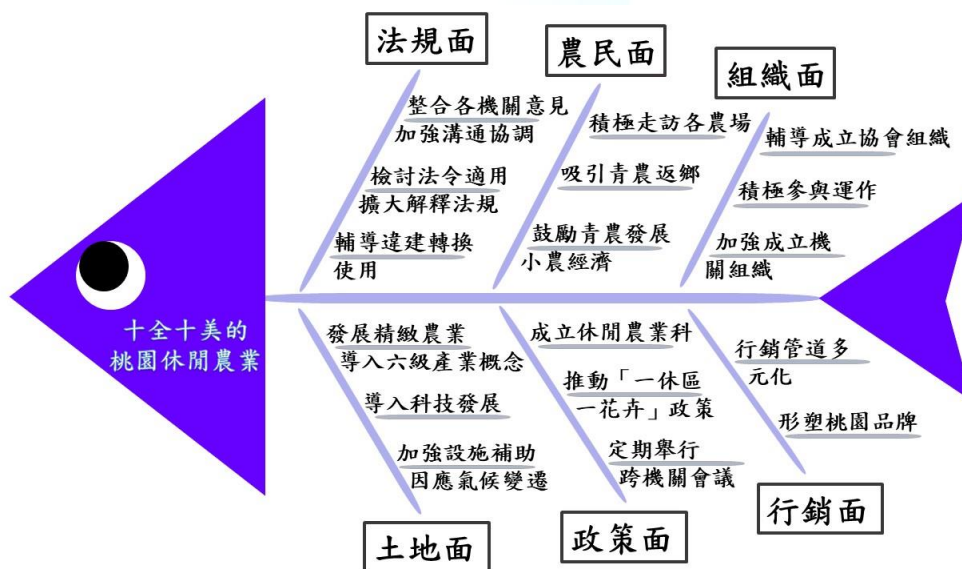 法規面
整合各機關意見
加強溝通協調
檢討法令適用
擴大解釋法規
輔導違建轉換
使用
農民面
積極走訪各農場
吸引青農返鄉
鼓勵青農發展
小農經濟
組織面
輔導成立協會組織
積極參與運作
加強成立機
關組織
十全十美的
桃園休閒農業
發展精緻農業
導入六級產業概念
導入科技發展
加強設施補助
因應氣候變遷
土地面
成立休閒農業科
推動「一休區
一花卉」政策
定期舉行
跨機關會議
政策面
行銷管道多
元化
形塑桃園品牌
行銷面